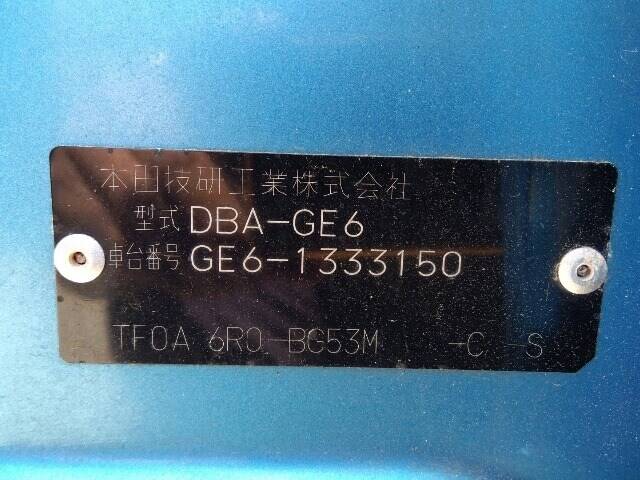 本田技研工業株式会社
型式 DBA-GE6
車台番号 GE6-1333150
TF0A 6R0-BG53M -C -S